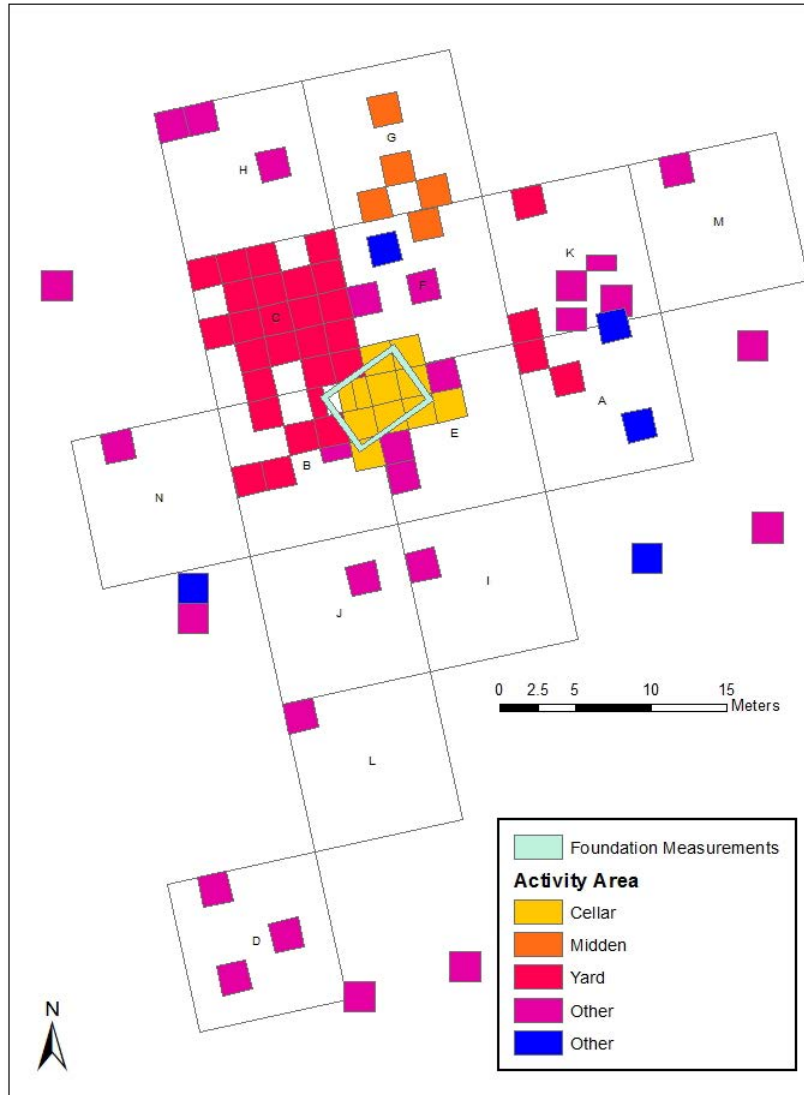 G
H
M
K
F
C
A
E
B
N
I
J
0 2.5 5 10 15
Meters
L
Foundation Measurements
Activity Area
Cellar
Midden
Yard
Other
Other
D
N